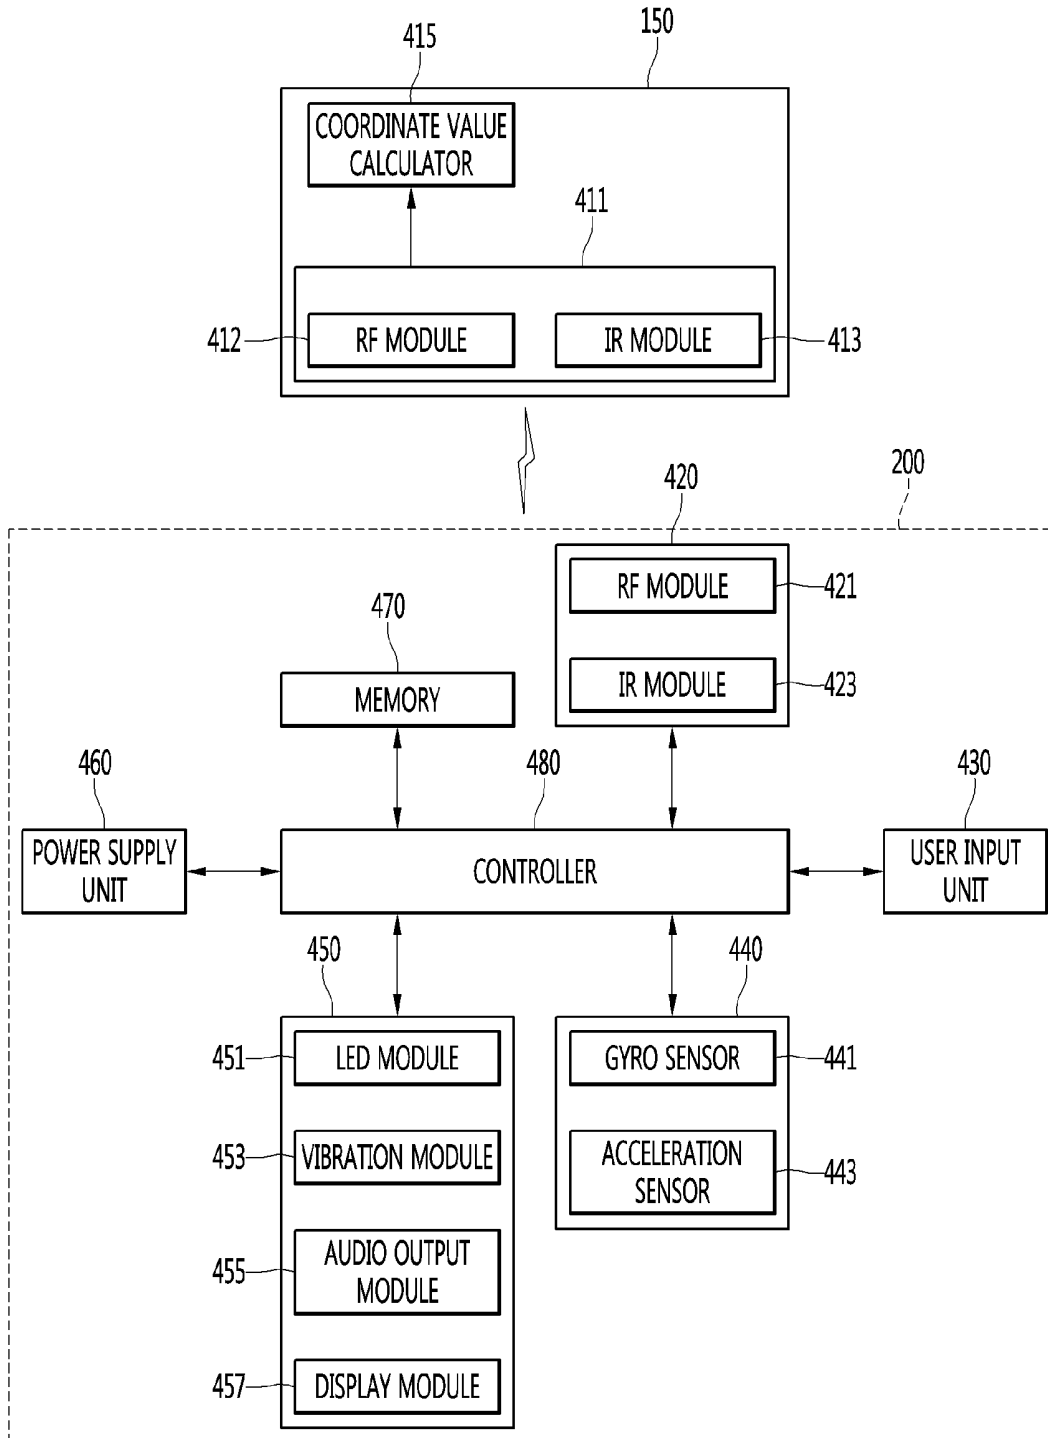 150
415
COORDINATE VALUE
CALCULATOR
411
412
RF MODULE
IR MODULE
413
200
420
RF MODULE
421
470
IR MODULE
423
MEMORY
460
480
430
POWER SUPPLY
UNIT
CONTROLLER
USER INPUT
UNIT
450
440
451
LED MODULE
GYRO SENSOR
441
453
VIBRATION MODULE
ACCELERATION
SENSOR
443
455
AUDIO OUTPUT
MODULE
457
DISPLAY MODULE